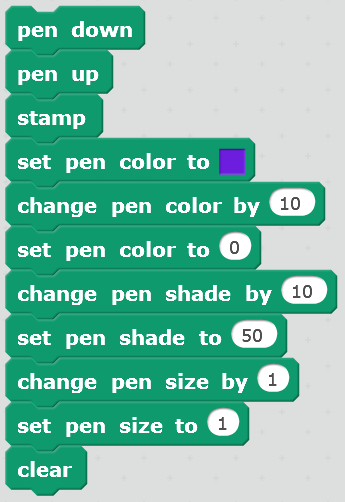 pen down
pen up
stamp
set pen color to
change pen color by 10
set pen color to 0
change pen shade by 10
set pen shade to 50
change pen size by 1
set pen size to 1
clear